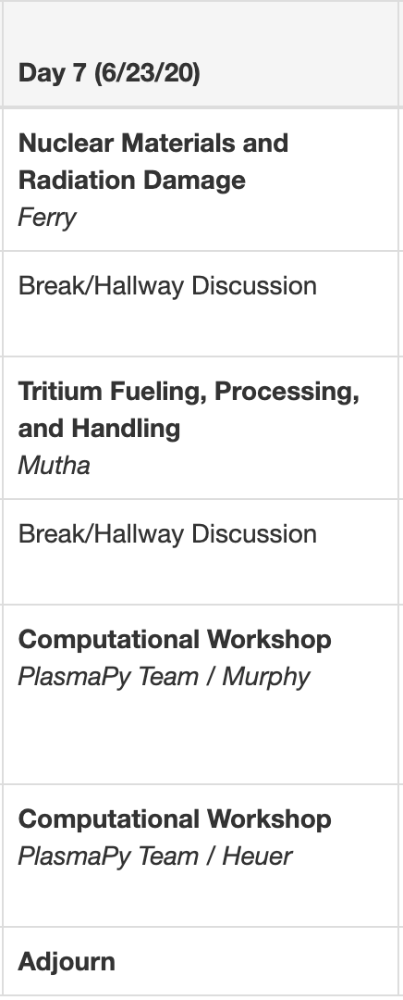 Day 7 (6/23/20)
Nuclear Materials and
Radiation Damage
Ferry
Break/Hallway Discussion
Tritium Fueling, Processing,
and Handling
Mutha
Break/Hallway Discussion
Computational Workshop
PlasmaPy Team / Murphy
Computational Workshop
PlasmaPy Team / Heuer
Adjourn